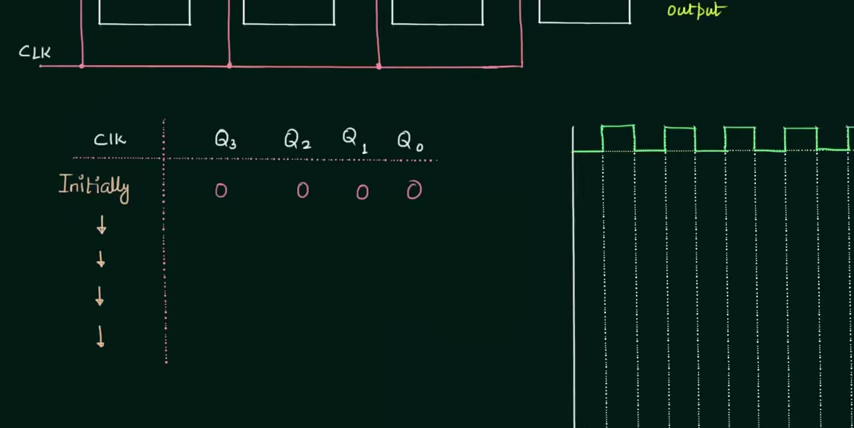 output
CLK
Clk Q3 Q2 Q1 Q0
Initially 0 0 0 0
↓
↓
↓
↓